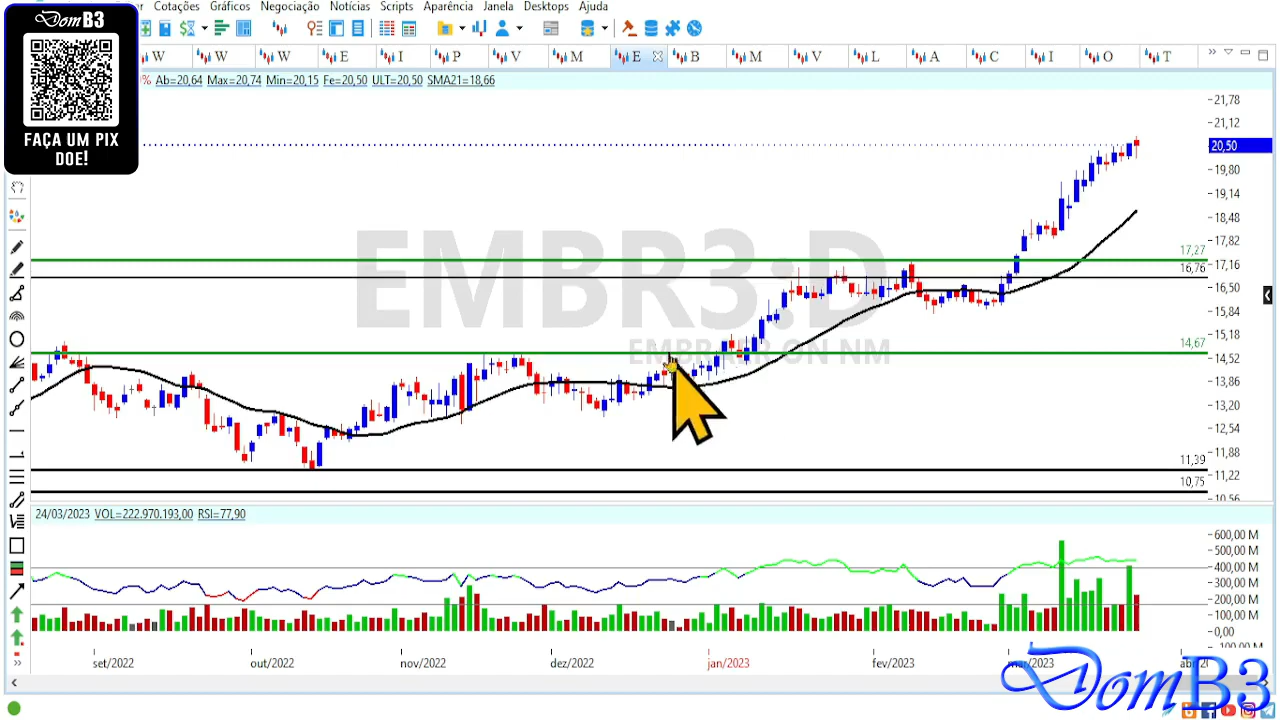 Cotações Gráficos Negociação Notícias Scripts Aparência Janela Desktops Ajuda
DomB3
FAÇA UM PIX
DOE!
W W W E I P V M E B M V L A C I O T
% Ab=20,64 Max=20,74 Min=20,15 Fe=20,50 ULT=20,50 SMA21=18,66
EMBR3:D
EMBRAER ON NM
21,78
21,12
20,50
19,80
19,14
18,48
17,82
17,27
17,16
16,76
16,50
15,84
15,18
14,67
14,52
13,86
13,20
12,54
11,88
11,39
11,22
10,75
10,56
24/03/2023 VOL=222.970.193,00 RSI=77,90
600,00 M
500,00 M
400,00 M
300,00 M
200,00 M
100,00 M
0,00
set/2022 out/2022 nov/2022 dez/2022 jan/2023 fev/2023 mar/2023
DomB3